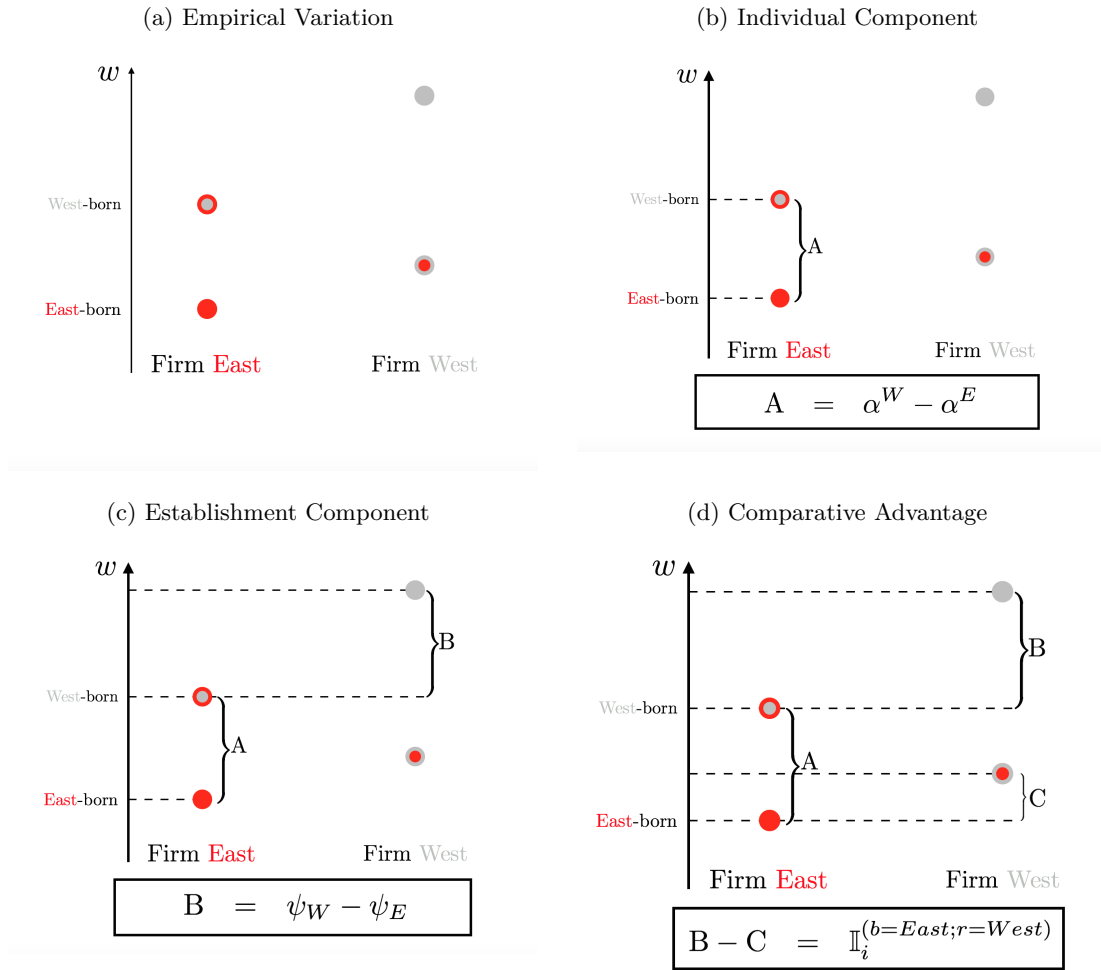 (a) Empirical Variation
w
West-born
East-born
Firm East
Firm West
(b) Individual Component
w
West-born
A
East-born
Firm East
Firm West
A = α^W − α^E
(c) Establishment Component
w
B
West-born
A
East-born
Firm East
Firm West
B = ψ_W − ψ_E
(d) Comparative Advantage
w
B
West-born
A
C
East-born
Firm East
Firm West
B − C = 𝕀_i^(b=East;r=West)